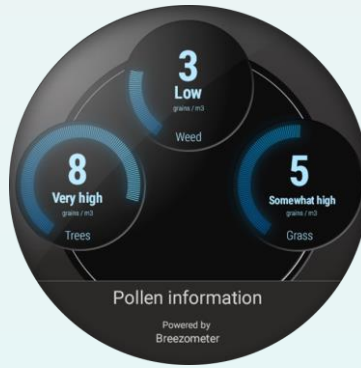 3
Low
grains / m3
Weed
8
Very high
grains / m3
Trees
5
Somewhat high
grains / m3
Grass
Pollen information
Powered by
Breezometer